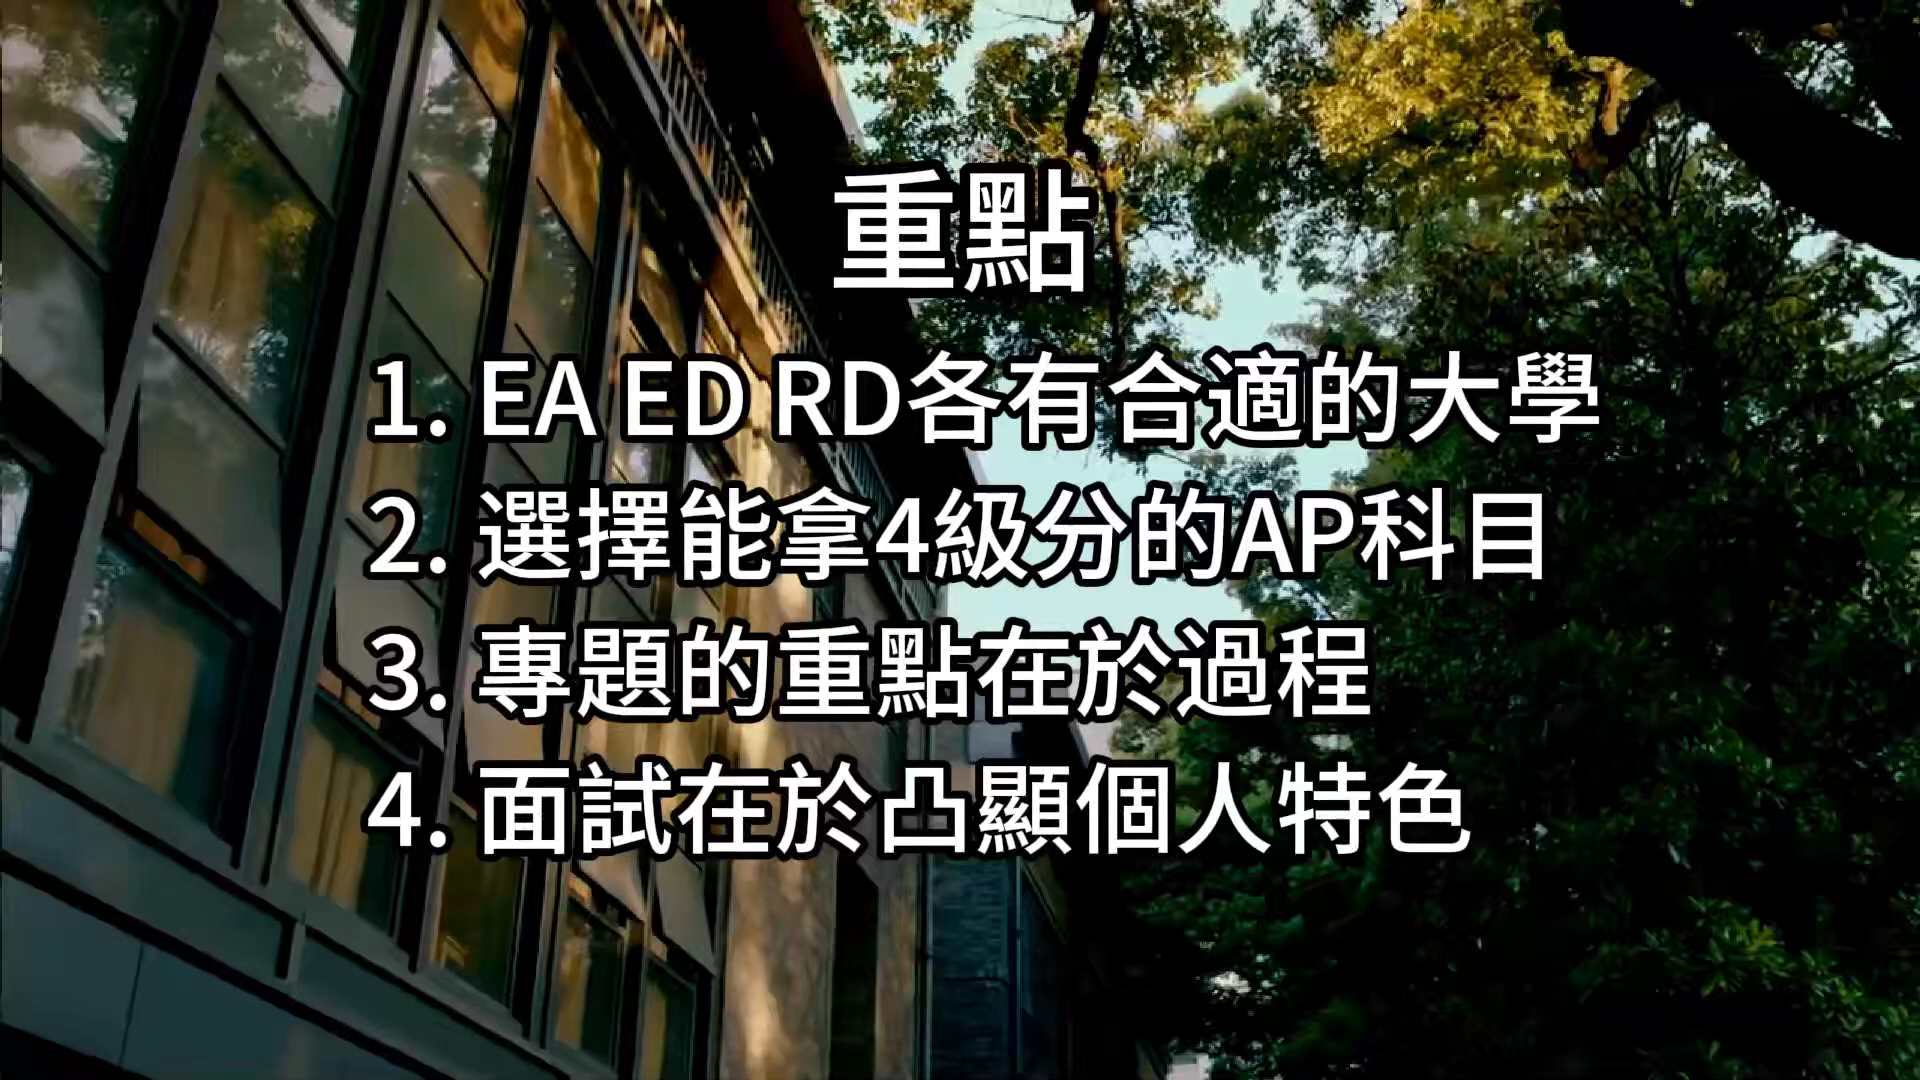 重點
1. EA ED RD各有合適的大學
2. 選擇能拿4級分的AP科目
3. 專題的重點在於過程
4. 面試在於凸顯個人特色